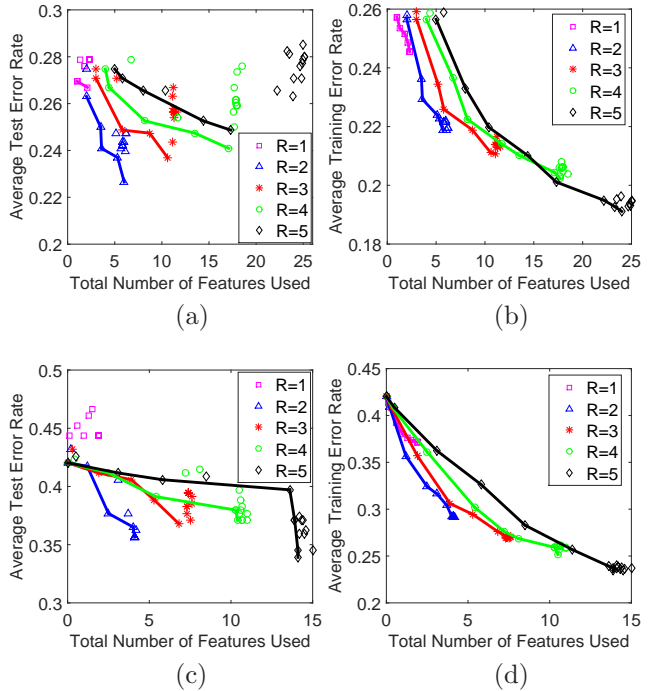 0.3
0.28
0.26
0.24
0.22
0.2
Average Test Error Rate
R=1
R=2
R=3
R=4
R=5
0 5 10 15 20 25
Total Number of Features Used
(a)
0.26
0.24
0.22
0.2
0.18
Average Training Error Rate
R=1
R=2
R=3
R=4
R=5
0 5 10 15 20 25
Total Number of Features Used
(b)
0.5
0.45
0.4
0.35
0.3
Average Test Error Rate
R=1
R=2
R=3
R=4
R=5
0 5 10 15
Total Number of Features Used
(c)
0.45
0.4
0.35
0.3
0.25
0.2
Average Training Error Rate
R=1
R=2
R=3
R=4
R=5
0 5 10 15
Total Number of Features Used
(d)